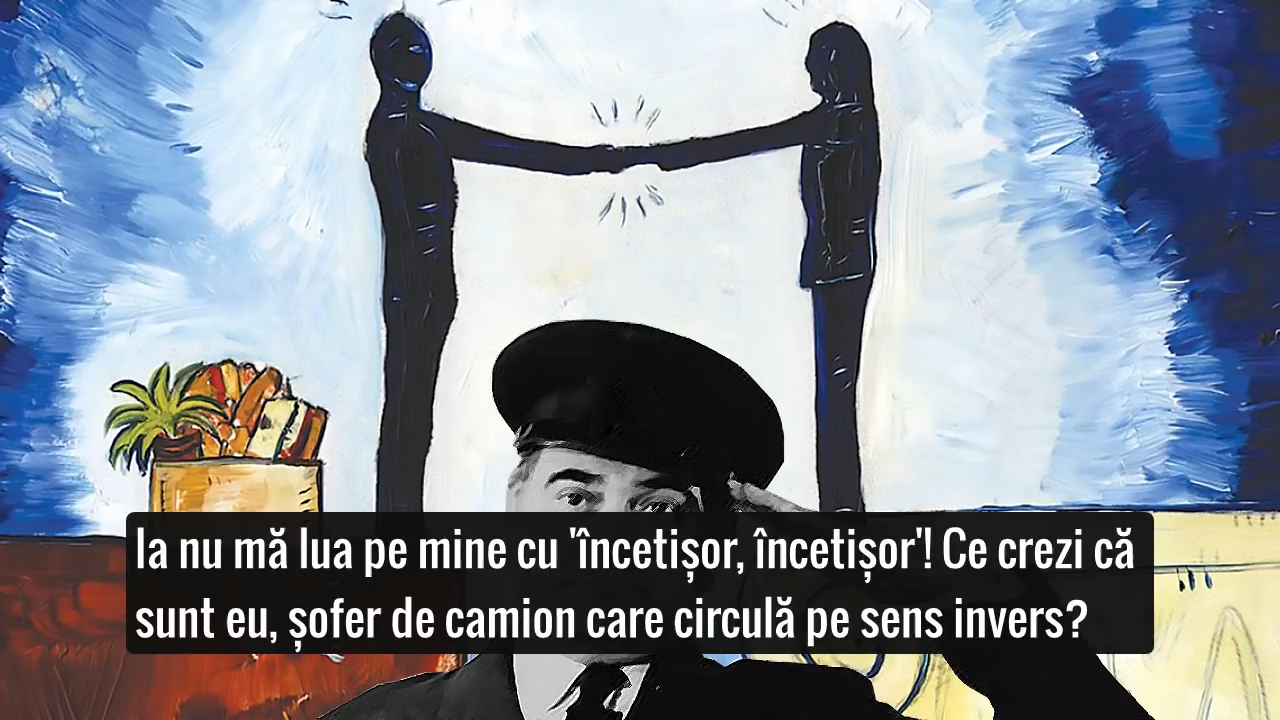 Ia nu mă lua pe mine cu 'încetișor, încetișor'! Ce crezi că
sunt eu, șofer de camion care circulă pe sens invers?